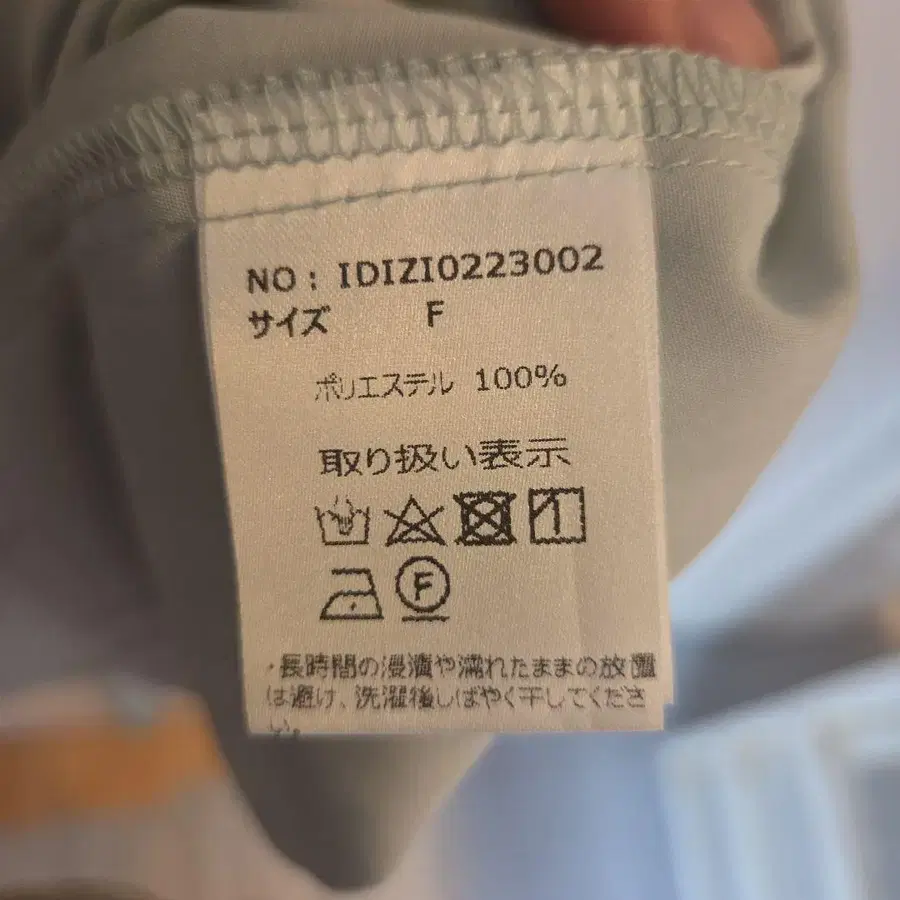 NO: IDIZI0223002
サイズ F
ポリエステル 100%
取り扱い表示
F
・長時間の浸漬や濡れたままの放置
は避け、洗濯後しばやく干してくださ
い。